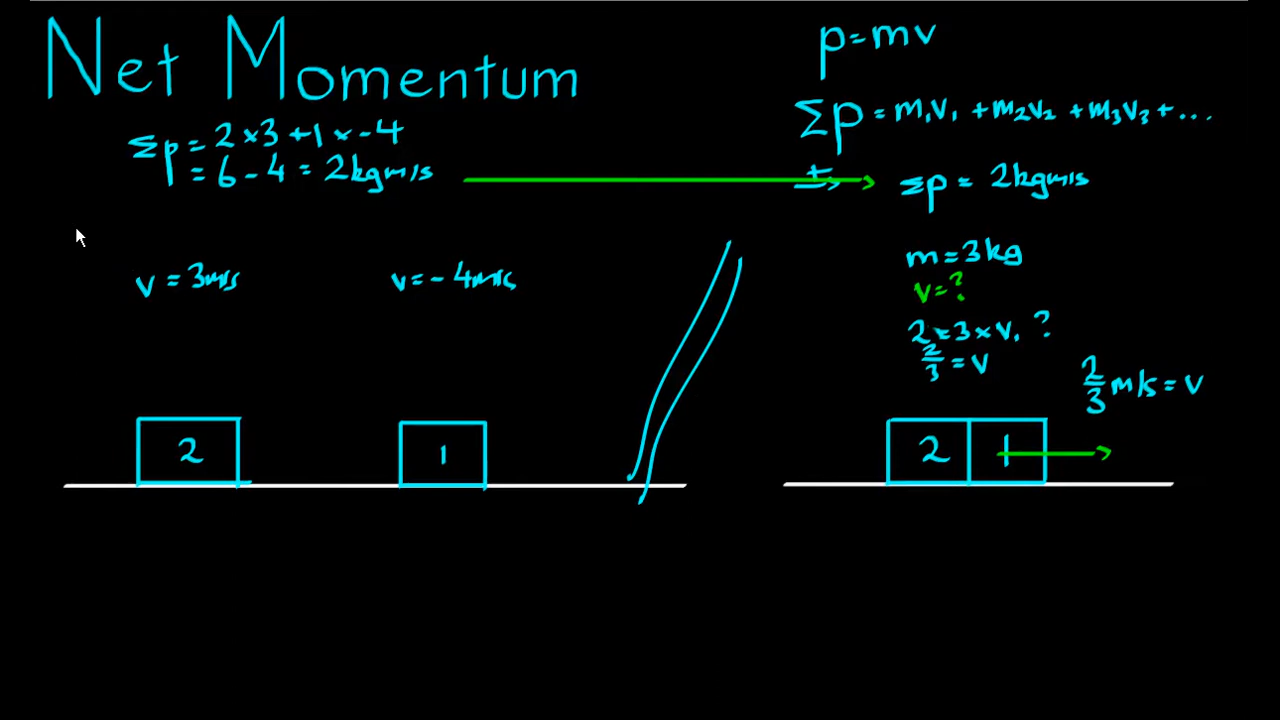 Net Momentum
Σp = 2×3 +1 × -4
= 6 - 4 = 2kgm/s
v = 3m/s
v = - 4m/s
2
1
p=mv
Σp = m₁v₁ +m₂v₂ +m₃v₃ +...
Σp = 2kgm/s
m = 3kg
v=?
2 = 3 × v, ?
2/3 = v
2/3 m/s = v
2
1